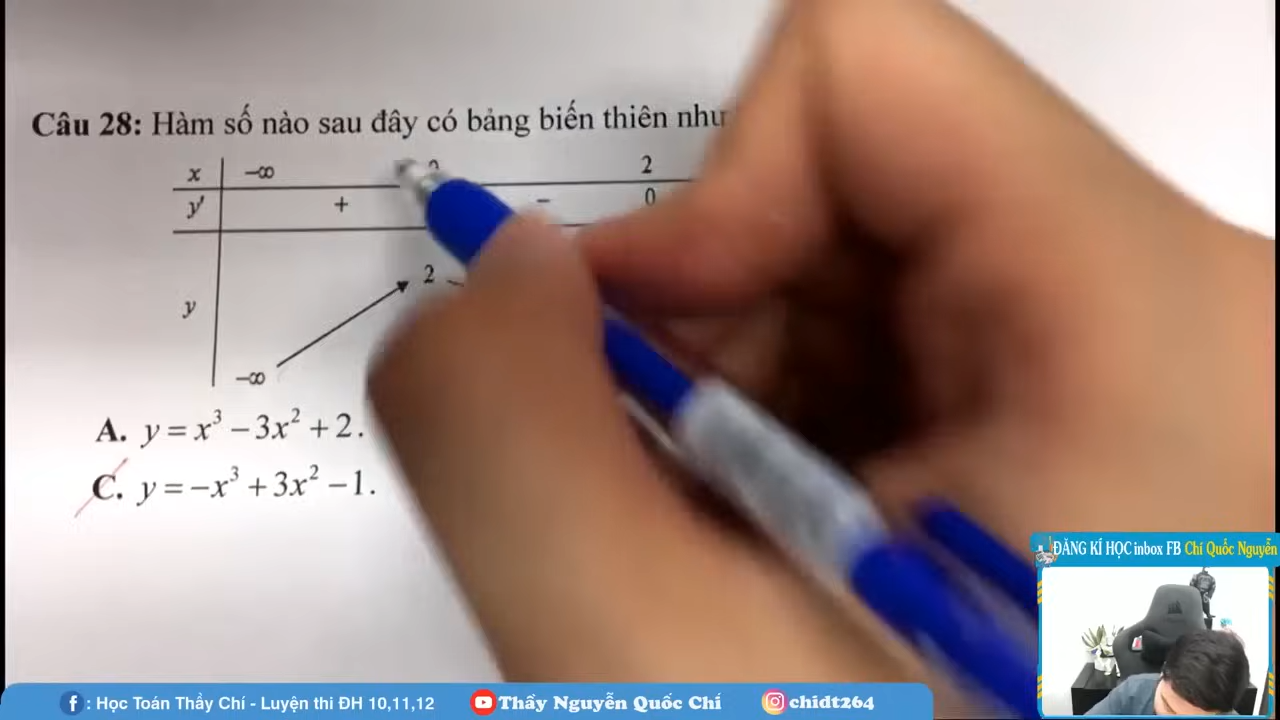 Câu 28: Hàm số nào sau đây có bảng biến thiên như
x −∞ 2
y' + − 0
2
y
−∞
A. y = x³ − 3x² + 2.
C. y = −x³ + 3x² − 1.
ĐĂNG KÍ HỌC inbox FB Chí Quốc Nguyễn
: Học Toán Thầy Chí - Luyện thi ĐH 10,11,12 Thầy Nguyễn Quốc Chí chidt264